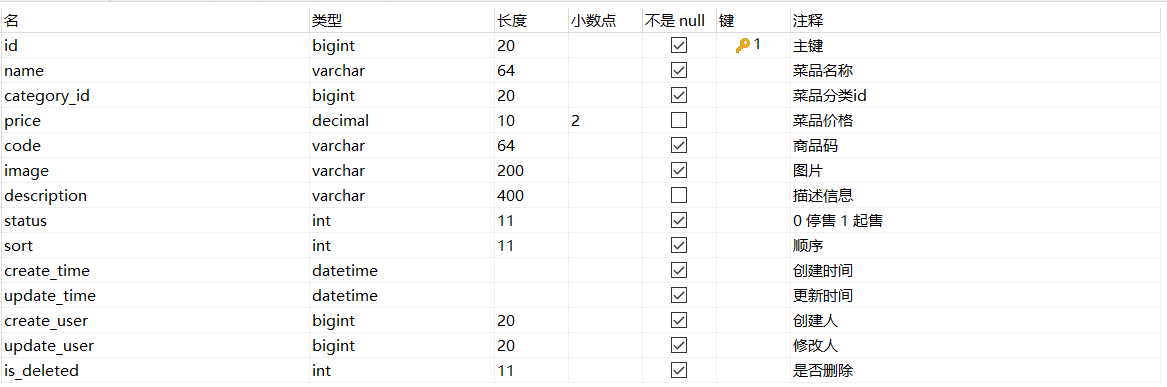 名 类型 长度 小数点 不是 null 键 注释
id bigint 20 1 主键
name varchar 64 菜品名称
category_id bigint 20 菜品分类id
price decimal 10 2 菜品价格
code varchar 64 商品码
image varchar 200 图片
description varchar 400 描述信息
status int 11 0 停售 1 起售
sort int 11 顺序
create_time datetime 创建时间
update_time datetime 更新时间
create_user bigint 20 创建人
update_user bigint 20 修改人
is_deleted int 11 是否删除